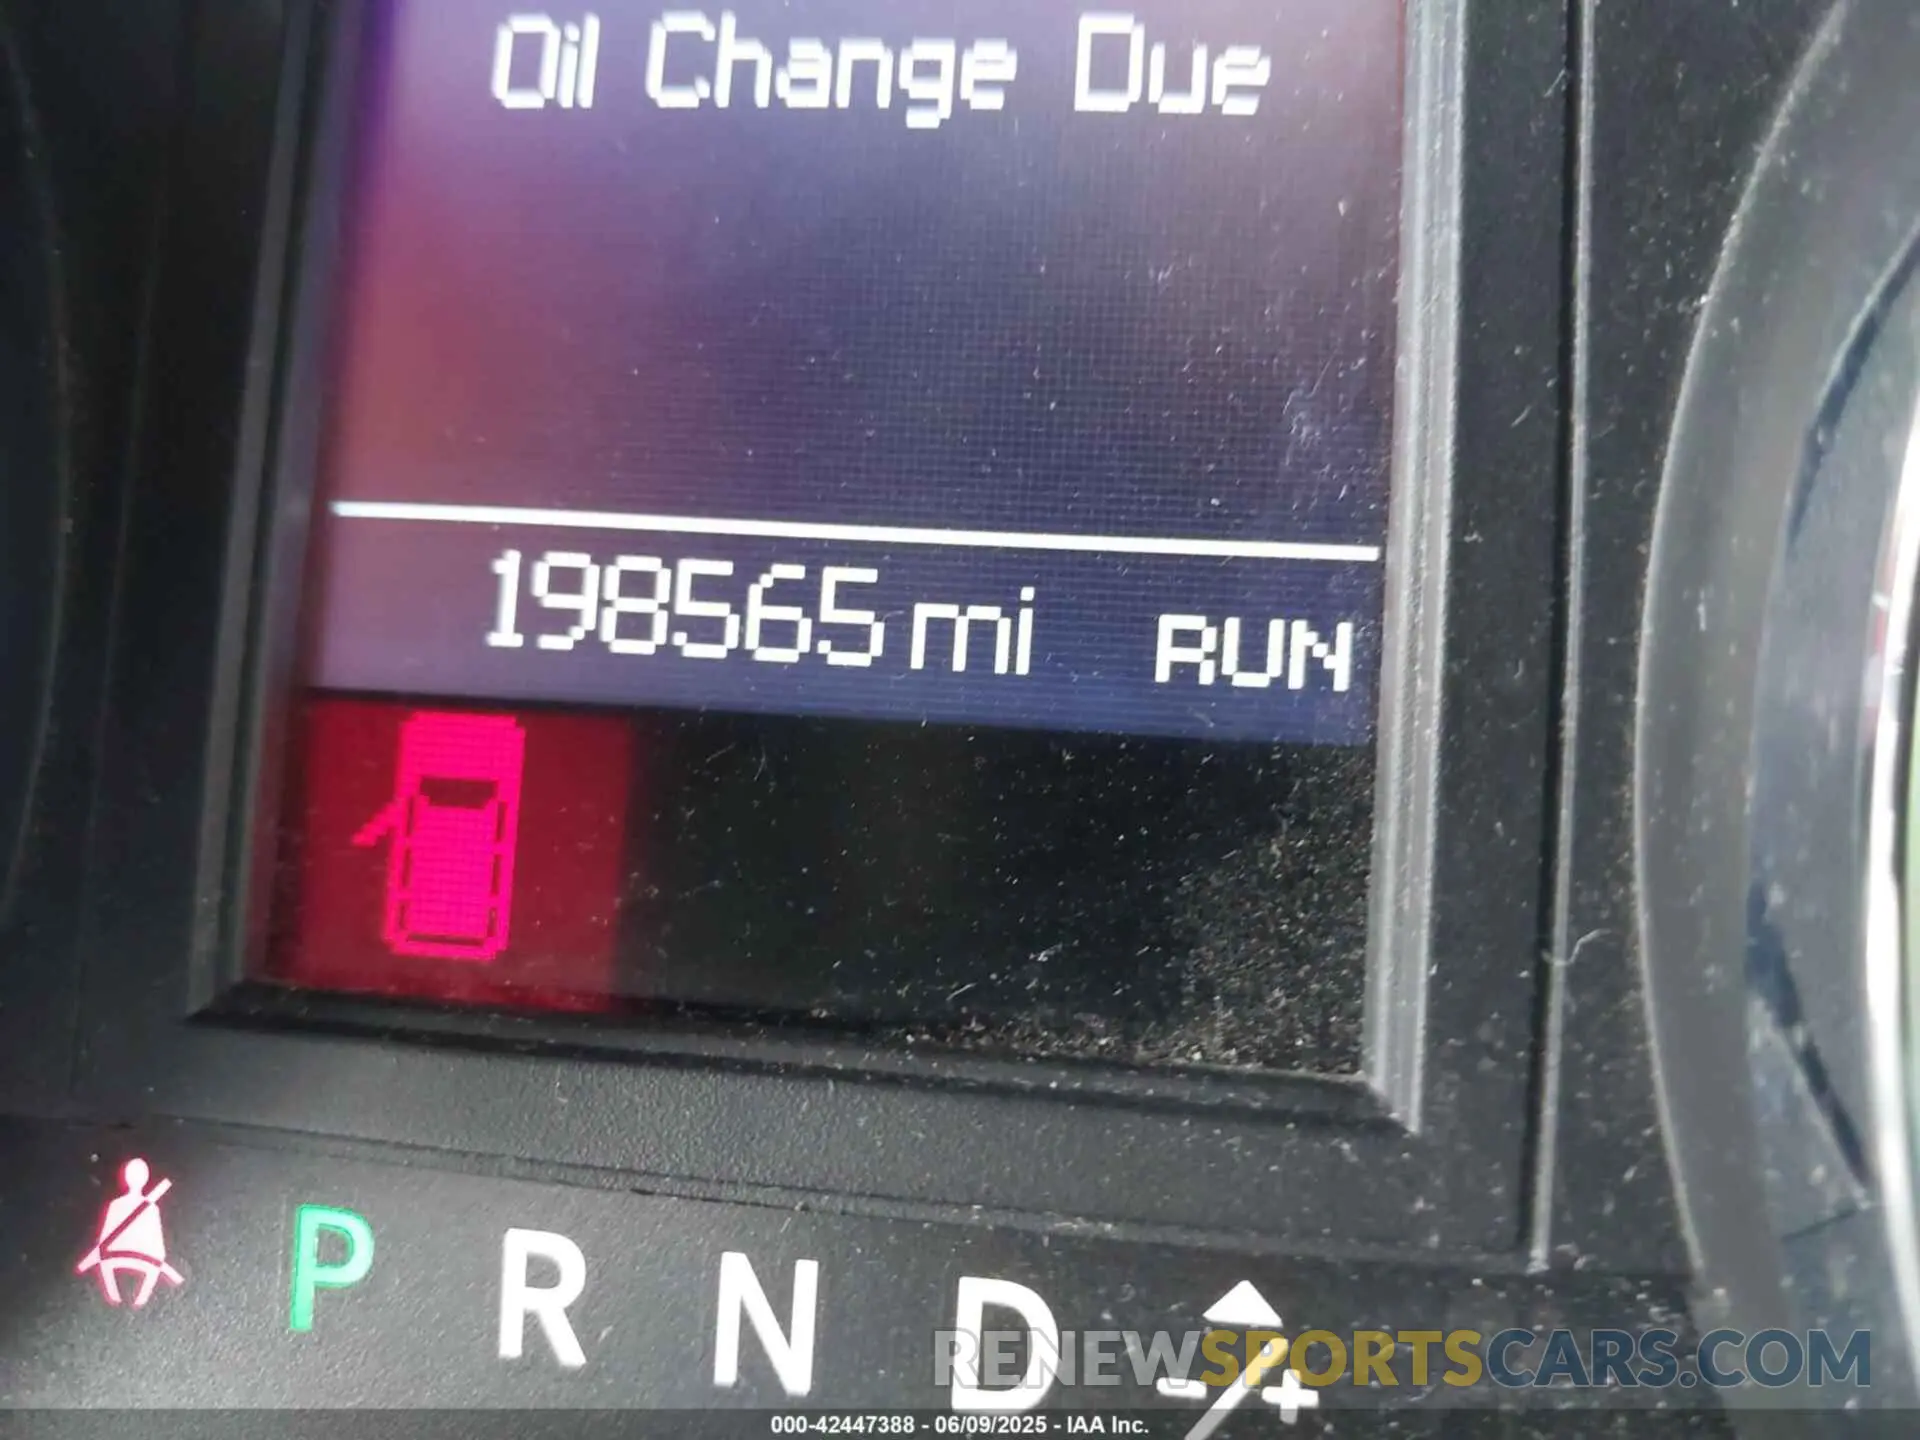 Oil Change Due
198565 mi RUN
P R N D - +
RENEWSPORTSCARS.COM
000-42447388 - 06/09/2025 - IAA Inc.